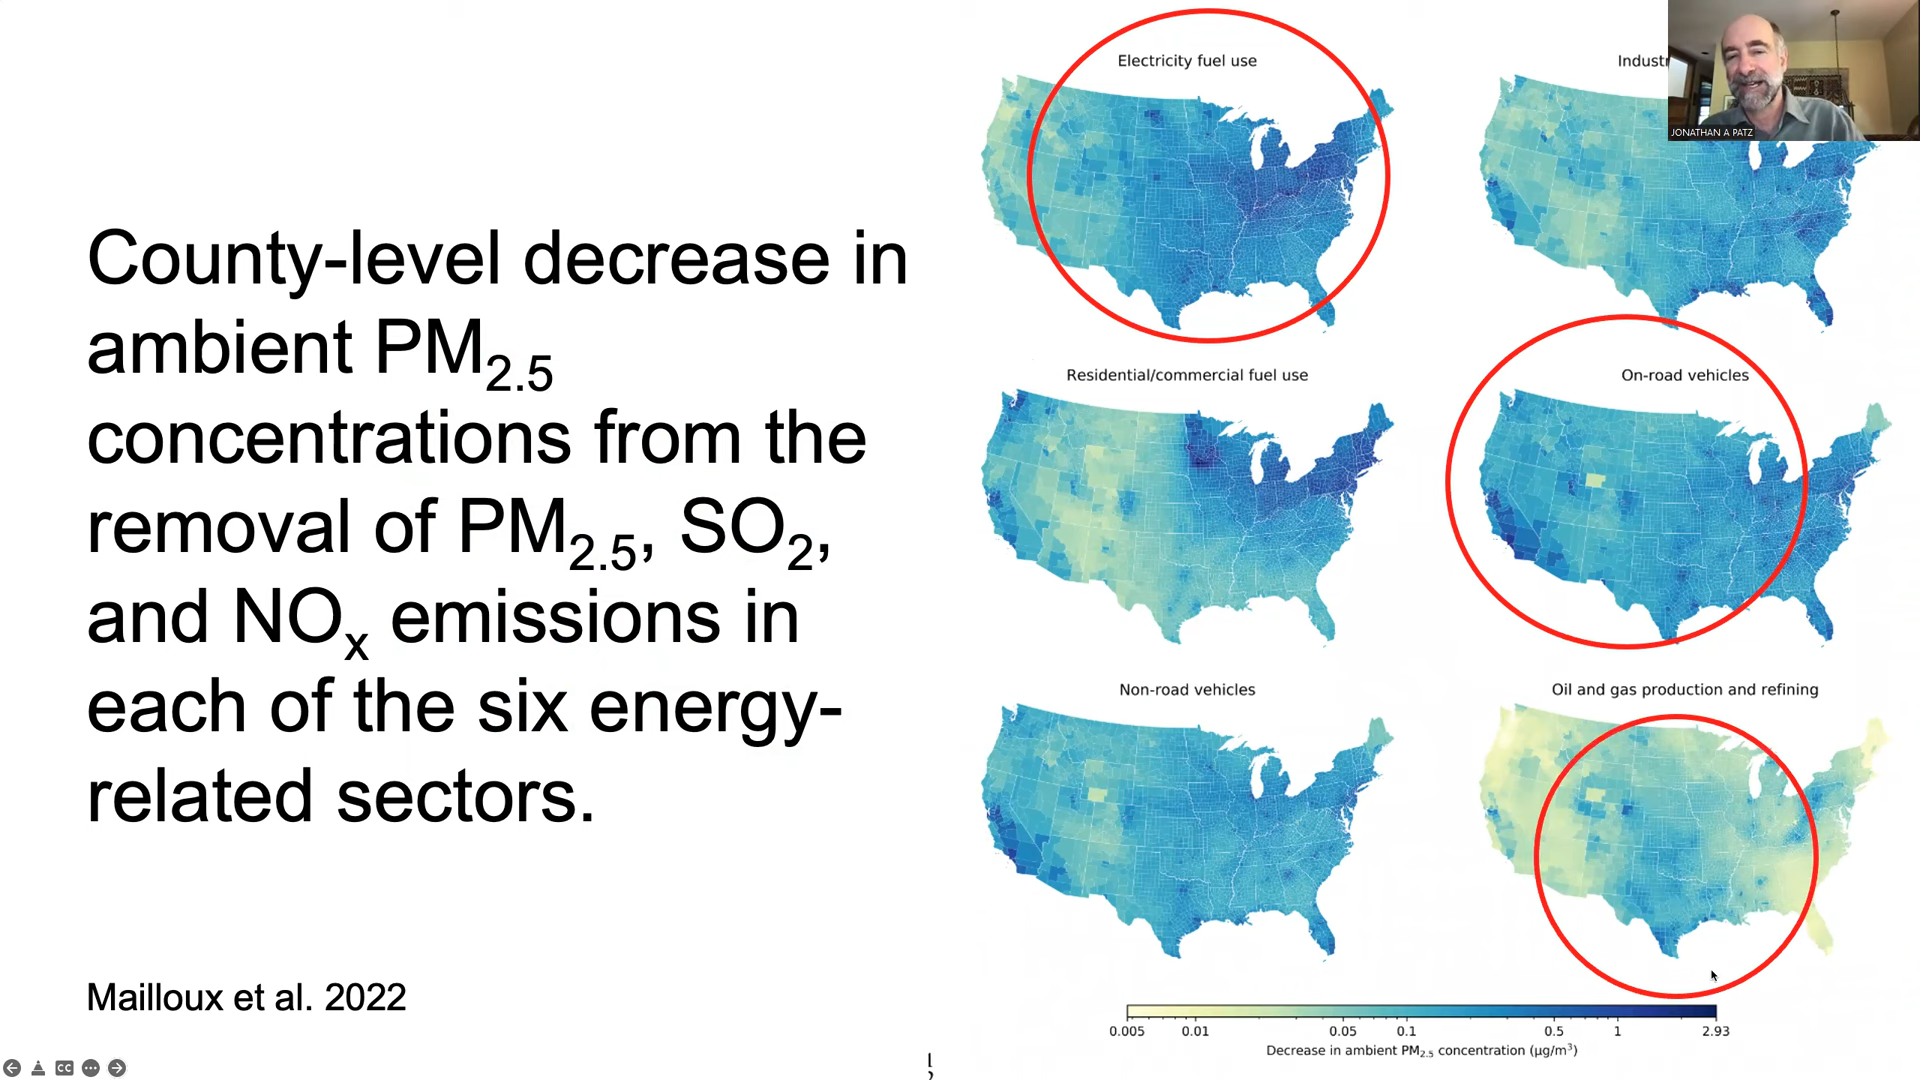 County-level decrease in
ambient PM2.5
concentrations from the
removal of PM2.5, SO2,
and NOx emissions in
each of the six energy-
related sectors.
Mailloux et al. 2022
Electricity fuel use
JONATHAN A PATZ
Residential/commercial fuel use
On-road vehicles
Non-road vehicles
Oil and gas production and refining
0.005 0.01 0.05 0.1 0.5 1 2.93
Decrease in ambient PM2.5 concentration (μg/m³)
CC